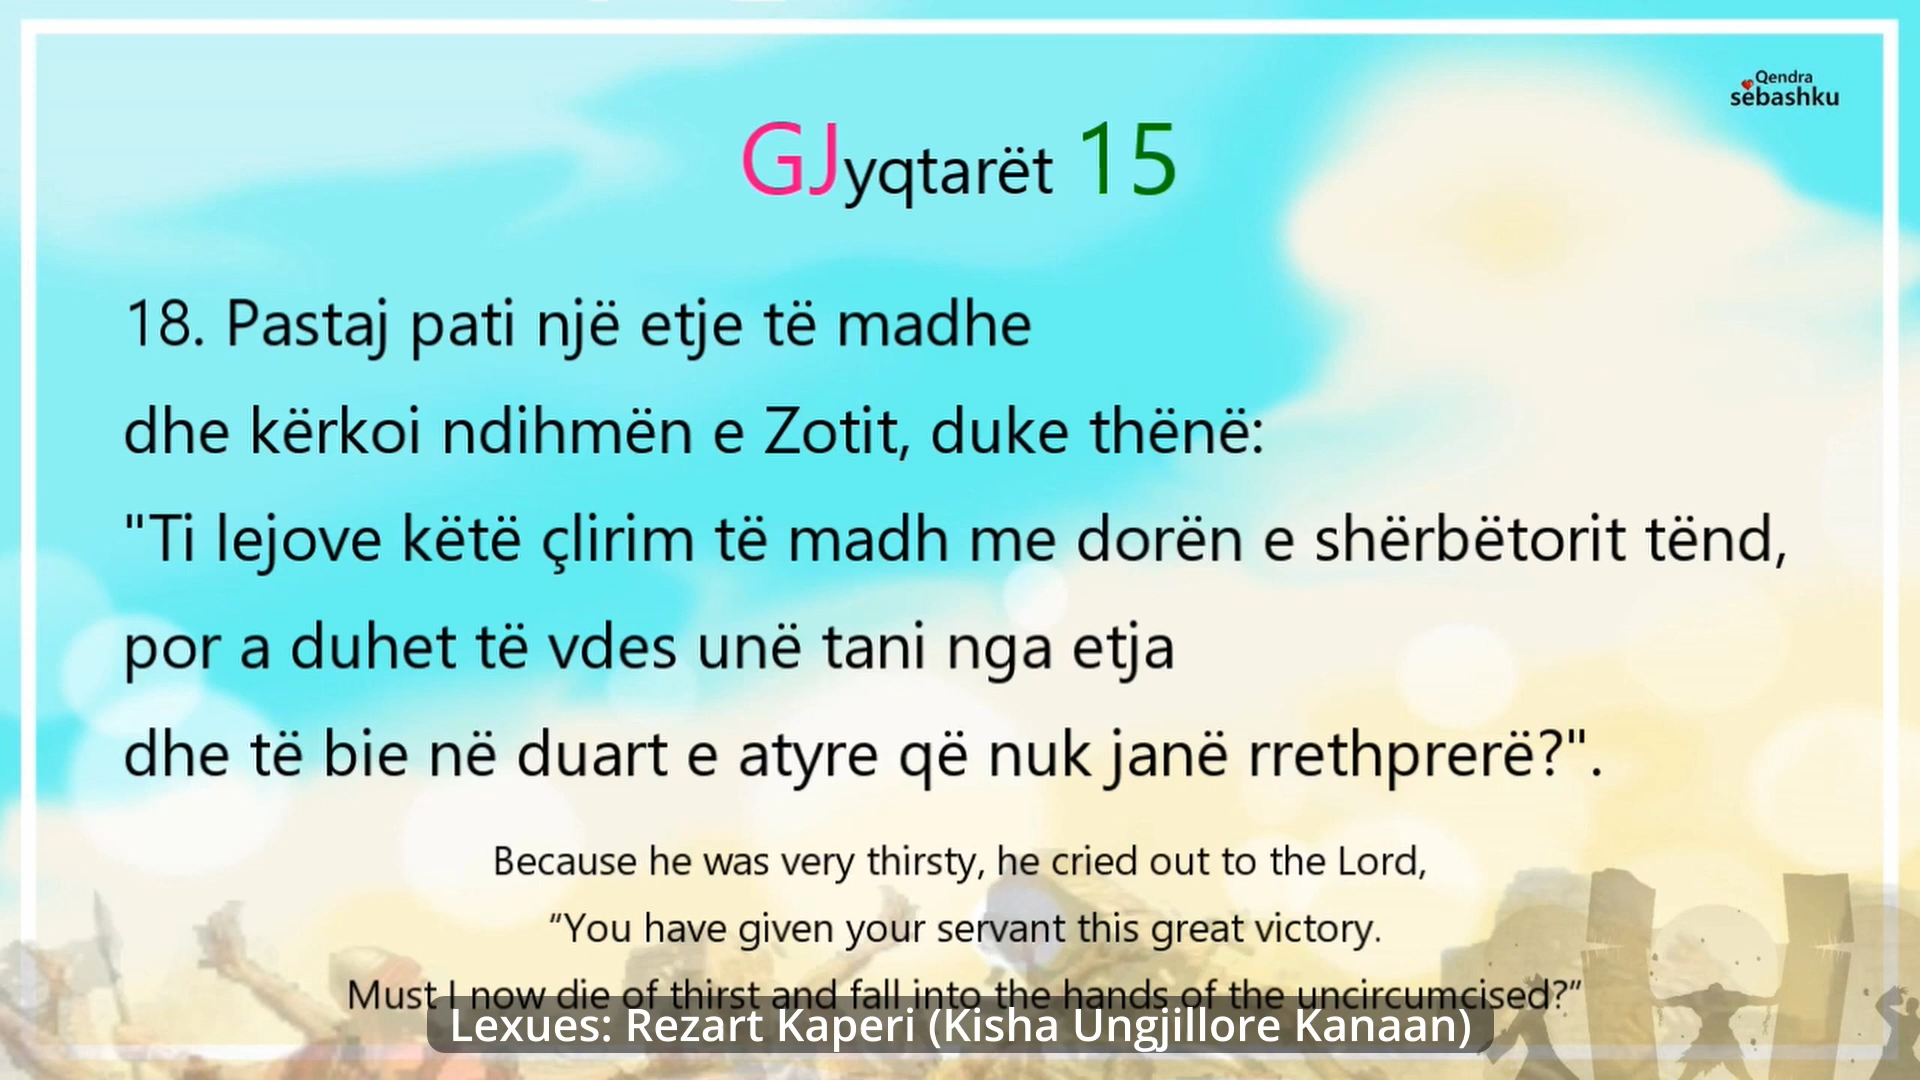 Qendra
sebashku
GJyqtarët 15
18. Pastaj pati një etje të madhe
dhe kërkoi ndihmën e Zotit, duke thënë:
"Ti lejove këtë çlirim të madh me dorën e shërbëtorit tënd,
por a duhet të vdes unë tani nga etja
dhe të bie në duart e atyre që nuk janë rrethprerë?".
Because he was very thirsty, he cried out to the Lord,
“You have given your servant this great victory.
Must I now die of thirst and fall into the hands of the uncircumcised?”
Lexues: Rezart Kaperi (Kisha Ungjillore Kanaan)